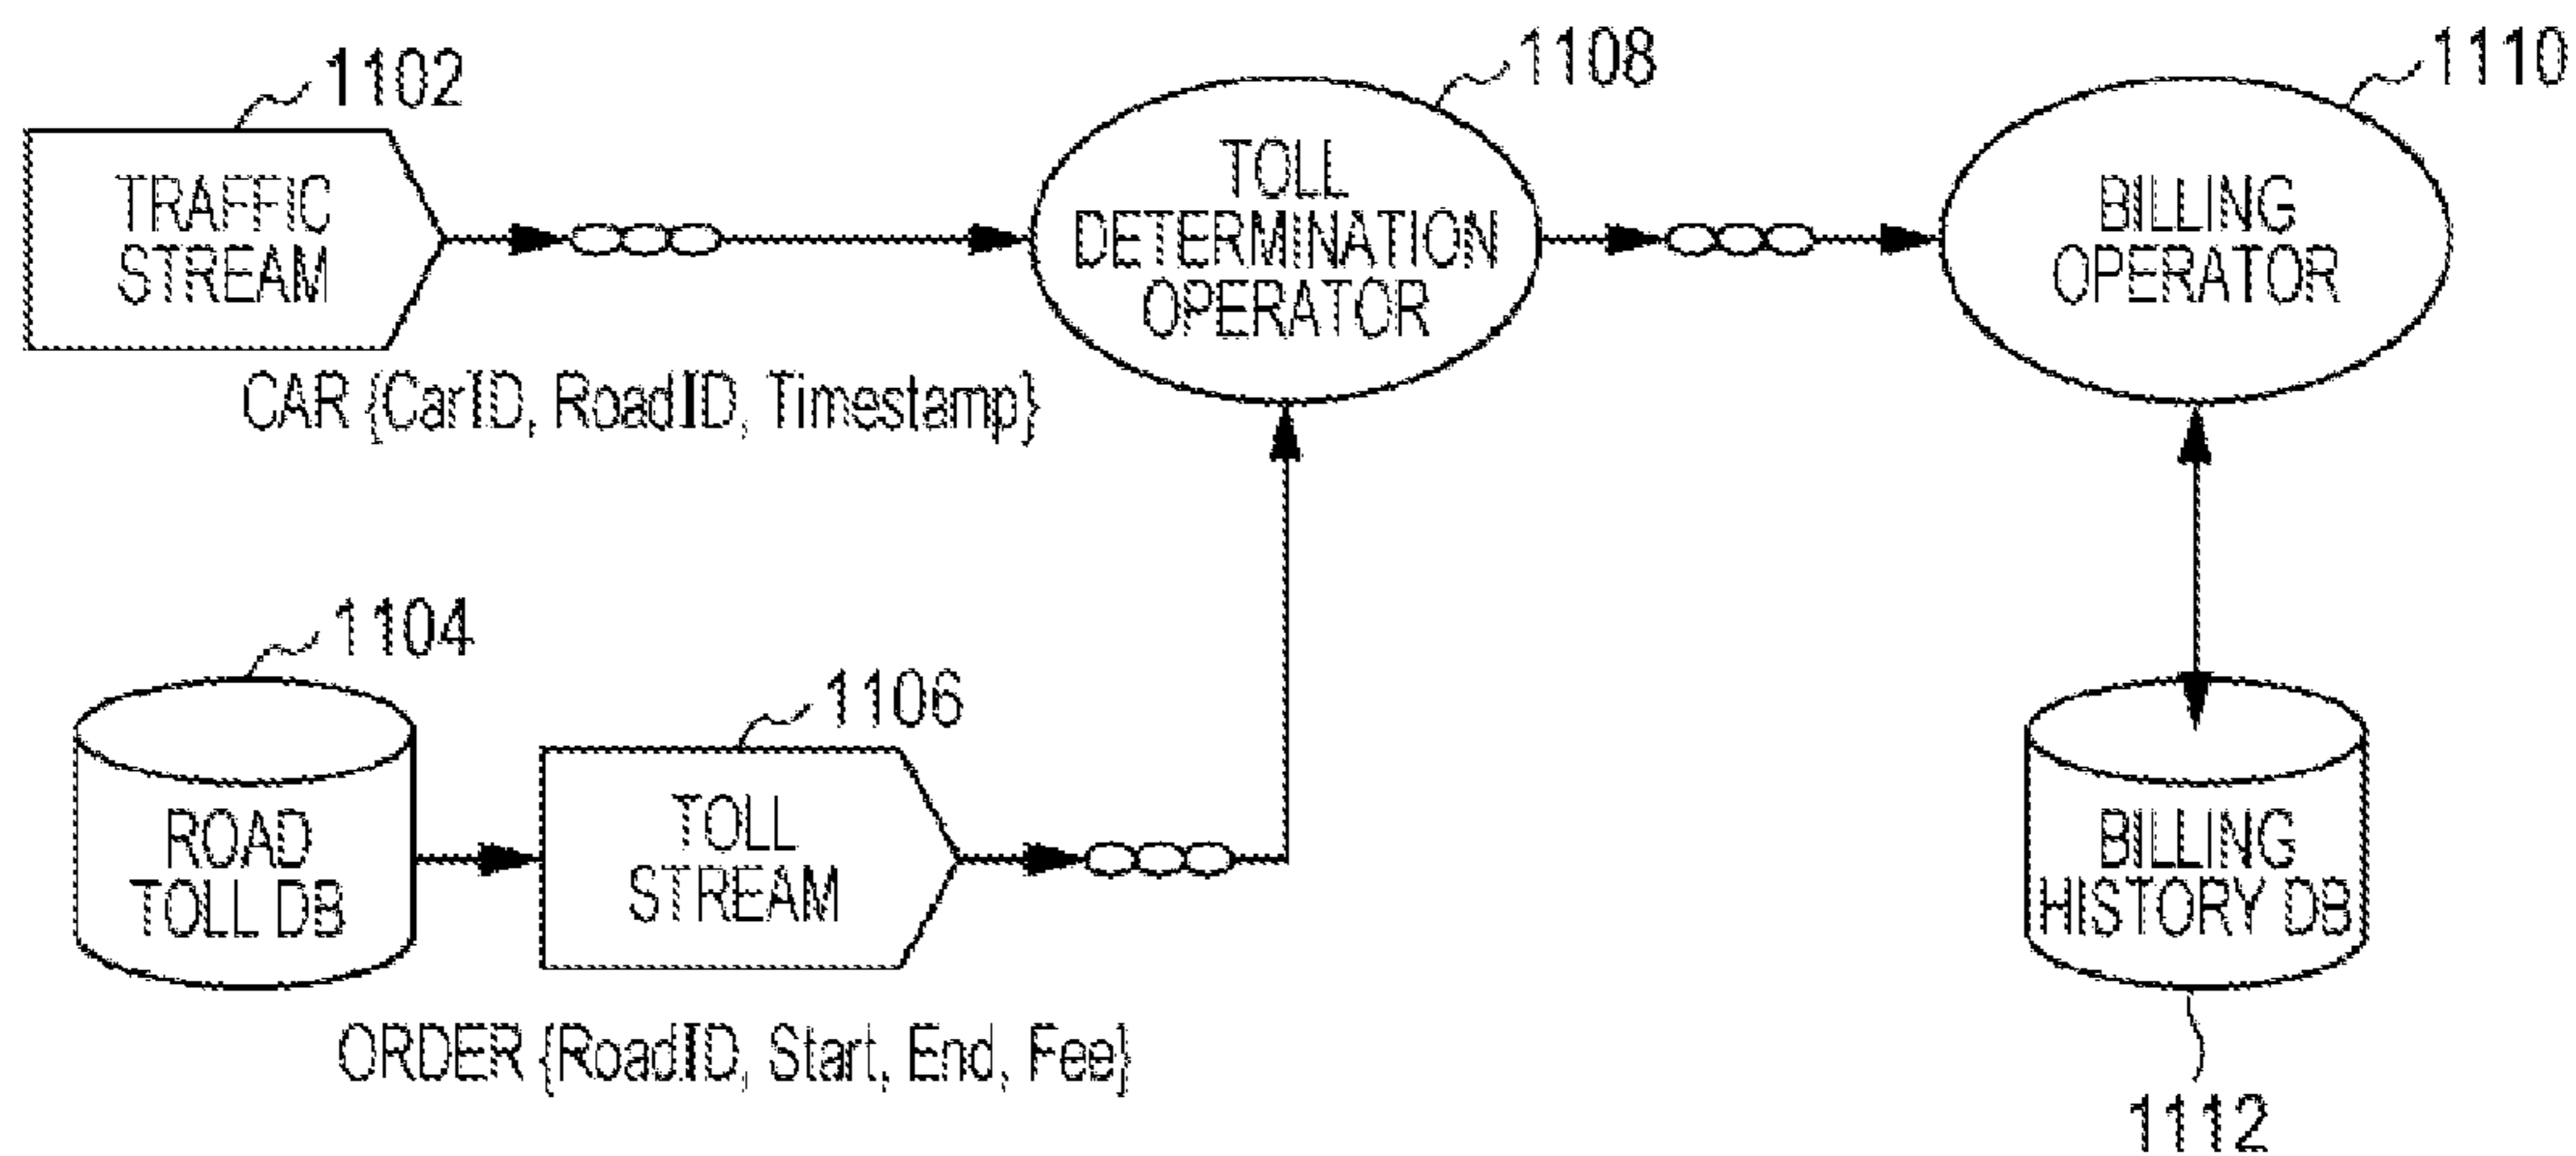 1102
TRAFFIC
STREAM
CAR {CarID, RoadID, Timestamp}
1108
TOLL
DETERMINATION
OPERATOR
1110
BILLING
OPERATOR
1104
ROAD
TOLL DB
1106
TOLL
STREAM
ORDER {RoadID, Start, End, Fee}
BILLING
HISTORY DB
1112